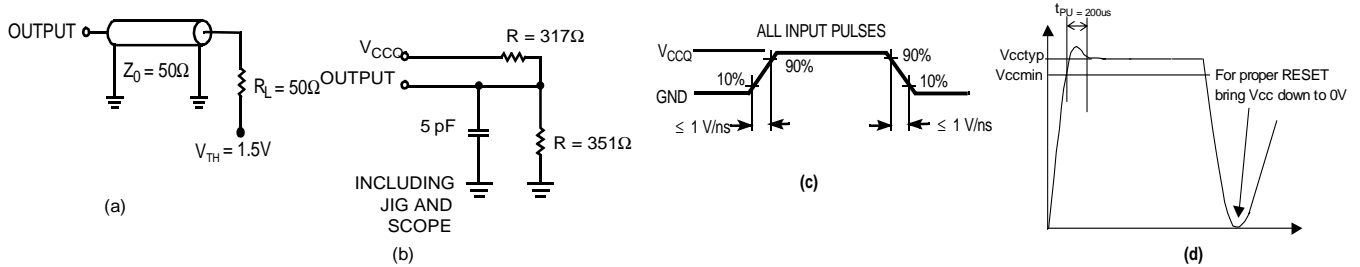 OUTPUT
Z0 = 50Ω
RL = 50Ω
VTH = 1.5V
(a)
VCCQ
R = 317Ω
OUTPUT
5 pF
R = 351Ω
INCLUDING
JIG AND
SCOPE
(b)
ALL INPUT PULSES
VCCQ
90%
90%
10%
10%
GND
≤ 1 V/ns
≤ 1 V/ns
(c)
tPU = 200us
Vcctyp
Vccmin
For proper RESET
bring Vcc down to 0V
(d)